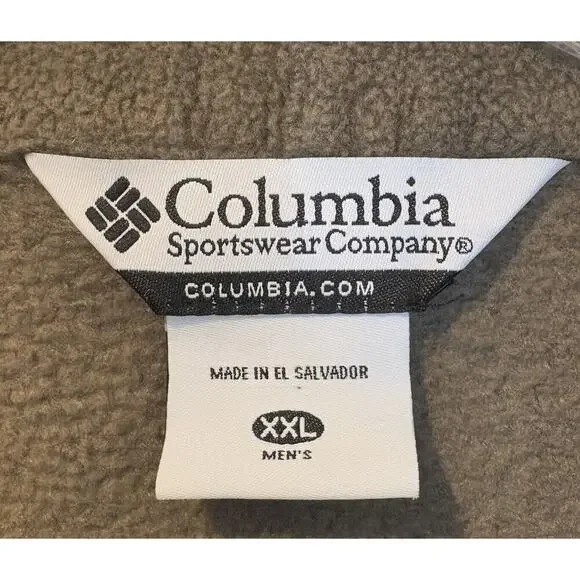 Columbia
Sportswear Company®
COLUMBIA.COM
MADE IN EL SALVADOR
XXL
MEN'S